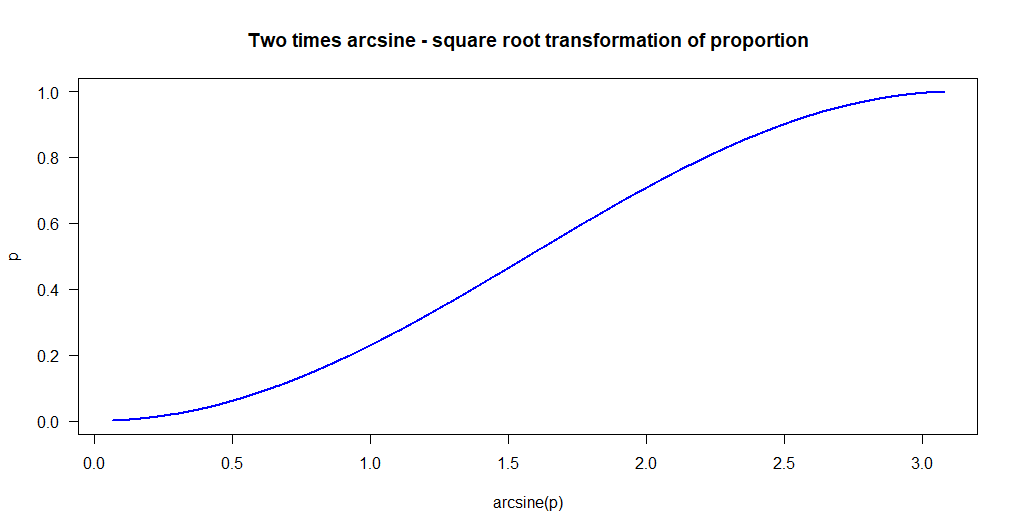 Two times arcsine - square root transformation of proportion
1.0
0.8
0.6
0.4
0.2
0.0
p
0.0 0.5 1.0 1.5 2.0 2.5 3.0
arcsine(p)